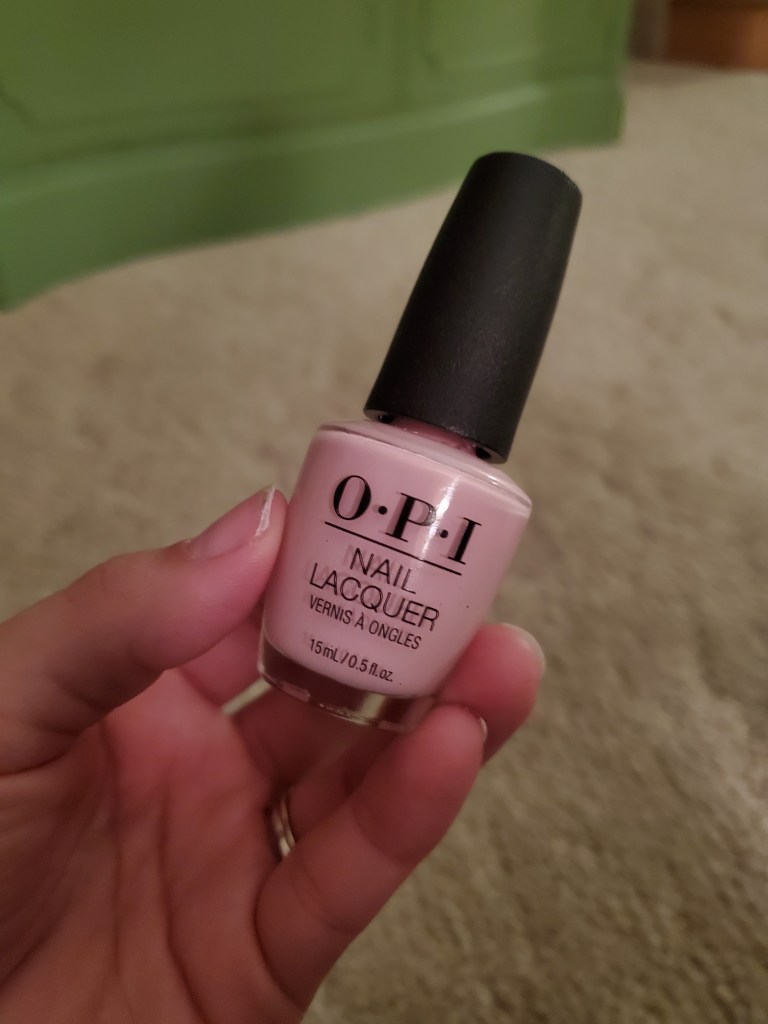 O·P·I
NAIL
LACQUER
VERNIS À ONGLES
15mL/0.5 fl.oz.